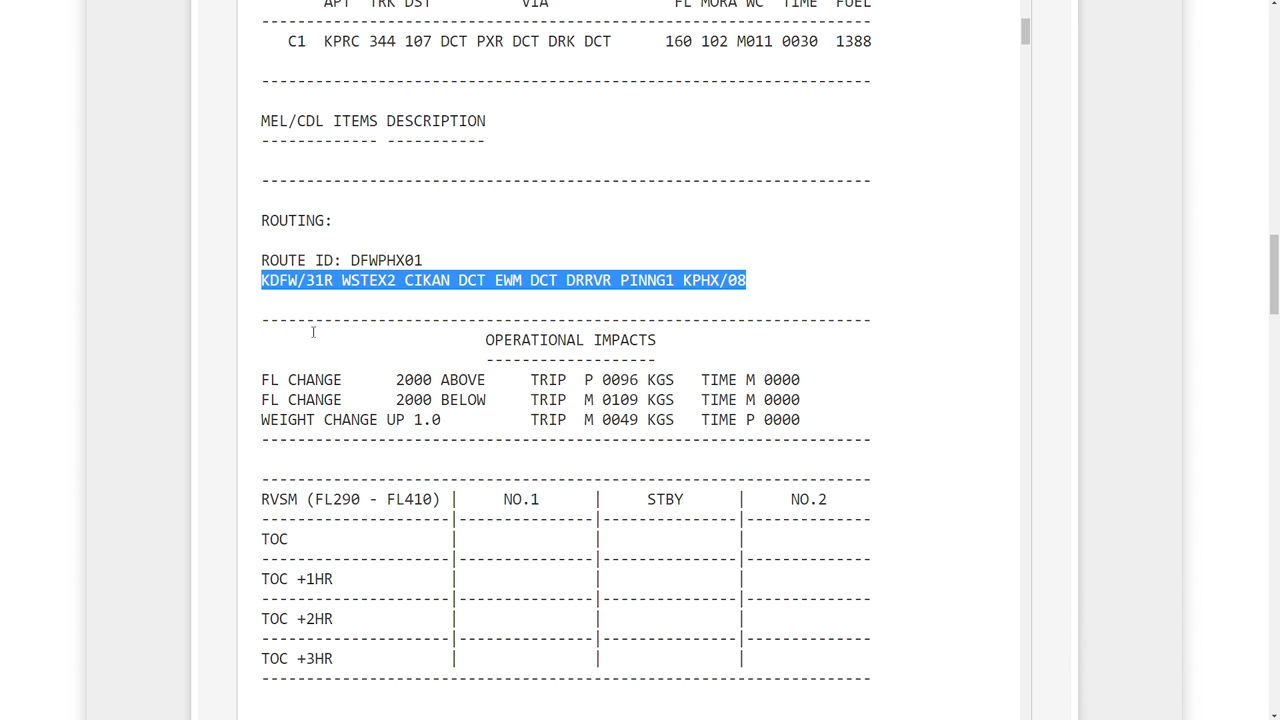 APT TRK DST VIA FL MORA WC TIME FUEL
--------------------------------------------------------------------
C1 KPRC 344 107 DCT PXR DCT DRK DCT 160 102 M011 0030 1388
--------------------------------------------------------------------
MEL/CDL ITEMS DESCRIPTION
------------- -----------
--------------------------------------------------------------------
ROUTING:
ROUTE ID: DFWPHX01
KDFW/31R WSTEX2 CIKAN DCT EWM DCT DRRVR PINNG1 KPHX/08
--------------------------------------------------------------------
OPERATIONAL IMPACTS
-------------------
FL CHANGE 2000 ABOVE TRIP P 0096 KGS TIME M 0000
FL CHANGE 2000 BELOW TRIP M 0109 KGS TIME M 0000
WEIGHT CHANGE UP 1.0 TRIP M 0049 KGS TIME P 0000
--------------------------------------------------------------------
--------------------------------------------------------------------
RVSM (FL290 - FL410) | NO.1 | STBY | NO.2
---------------------|---------------|---------------|--------------
TOC | | |
---------------------|---------------|---------------|--------------
TOC +1HR | | |
---------------------|---------------|---------------|--------------
TOC +2HR | | |
---------------------|---------------|---------------|--------------
TOC +3HR | | |
--------------------------------------------------------------------